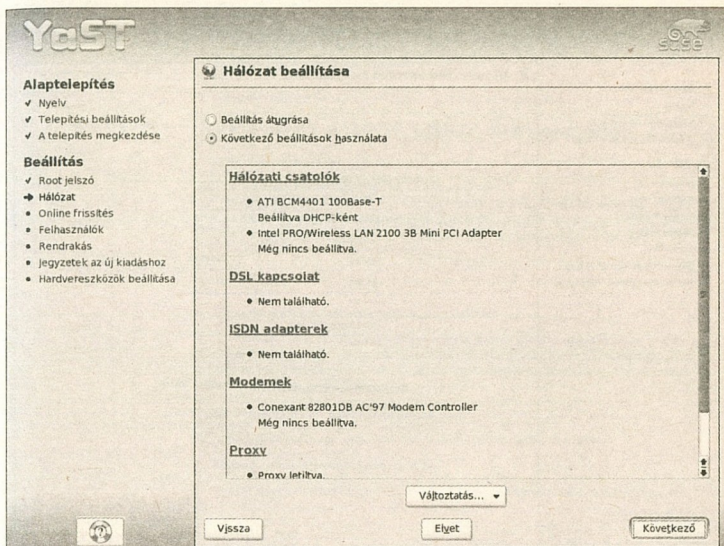 YaST
SuSE
Alaptelepítés
Nyelv
Telepítési beállítások
A telepítés megkezdése
Beállítás
Root jelszó
Hálózat
Online frissítés
Felhasználók
Rendrakás
Jegyzetek az új kiadáshoz
Hardvereszközök beállítása
Hálózat beállítása
Beállítás átugrása
Következő beállítások használata
Hálózati csatolók
ATI BCM4401 100Base-T
Beállítva DHCP-ként
Intel PRO/Wireless LAN 2100 3B Mini PCI Adapter
Még nincs beállítva.
DSL kapcsolat
Nem található.
ISDN adapterek
Nem található.
Modemek
Conexant 82801DB AC'97 Modem Controller
Még nincs beállítva.
Proxy
Proxy letiltva.
Változtatás...
Vissza
Elvet
Következő